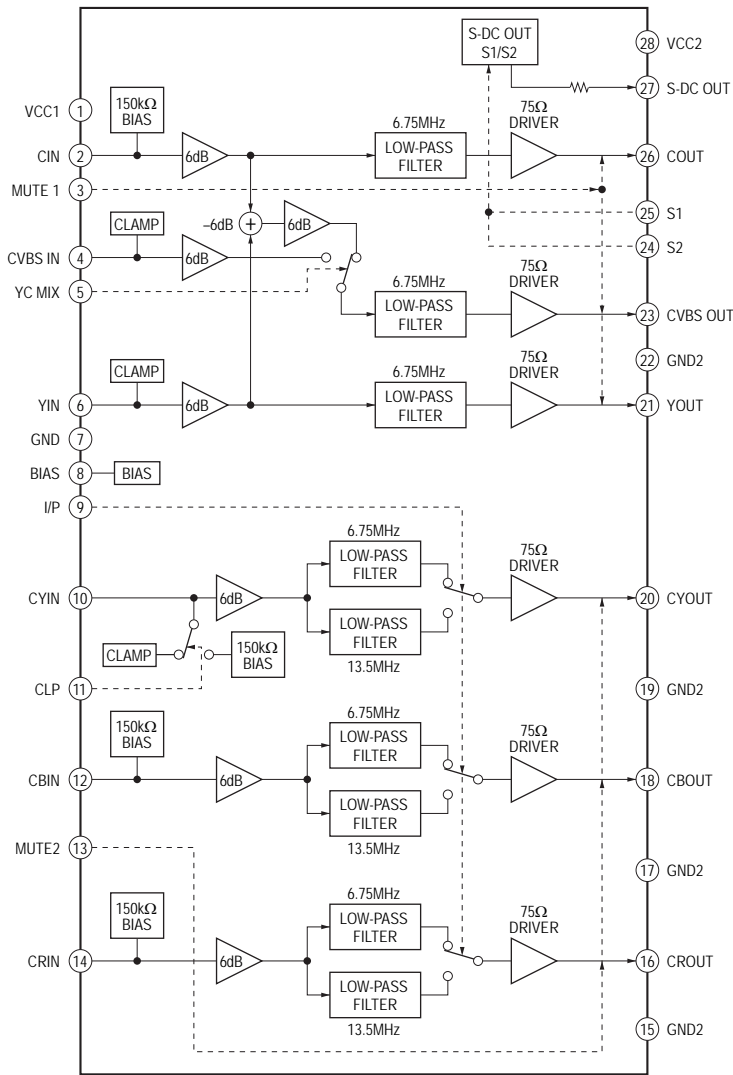 S-DC OUT
S1/S2
28 VCC2
27 S-DC OUT
VCC1 1
150kΩ
BIAS
6.75MHz
75Ω
DRIVER
CIN 2
6dB
LOW-PASS
FILTER
26 COUT
MUTE 1 3
CLAMP
–6dB
+
6dB
25 S1
24 S2
CVBS IN 4
6dB
YC MIX 5
6.75MHz
75Ω
DRIVER
LOW-PASS
FILTER
23 CVBS OUT
22 GND2
CLAMP
6.75MHz
75Ω
DRIVER
YIN 6
6dB
LOW-PASS
FILTER
21 YOUT
GND 7
BIAS 8
BIAS
I/P 9
6.75MHz
75Ω
DRIVER
LOW-PASS
FILTER
CYIN 10
6dB
20 CYOUT
CLAMP
150kΩ
BIAS
LOW-PASS
FILTER
13.5MHz
CLP 11
19 GND2
150kΩ
BIAS
6.75MHz
75Ω
DRIVER
LOW-PASS
FILTER
CBIN 12
6dB
18 CBOUT
LOW-PASS
FILTER
13.5MHz
MUTE2 13
17 GND2
150kΩ
BIAS
6.75MHz
75Ω
DRIVER
LOW-PASS
FILTER
CRIN 14
6dB
16 CROUT
LOW-PASS
FILTER
13.5MHz
15 GND2